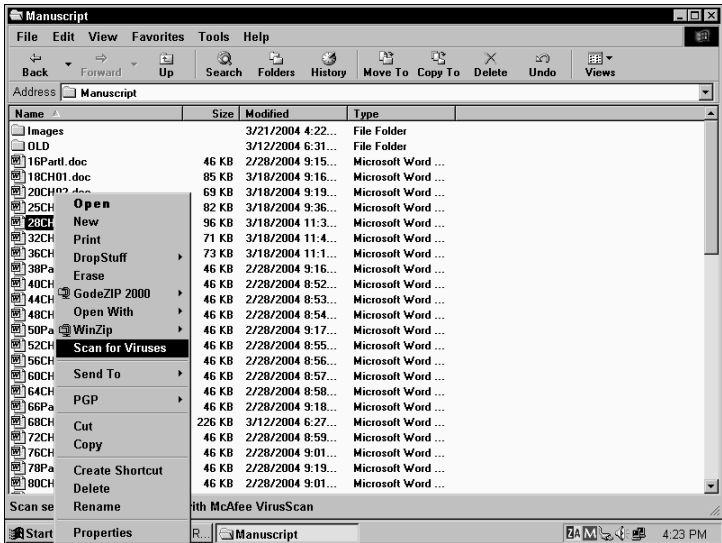 Manuscript
File Edit View Favorites Tools Help
Back Forward Up Search Folders History Move To Copy To Delete Undo Views
Address Manuscript
Name Size Modified Type
Images 3/21/2004 4:22... File Folder
OLD 3/12/2004 6:31... File Folder
16PartI.doc 46 KB 2/28/2004 9:15... Microsoft Word ...
18CH01.doc 85 KB 3/18/2004 9:16... Microsoft Word ...
20CH02.doc 69 KB 3/18/2004 9:19... Microsoft Word ...
25CH 82 KB 3/18/2004 9:36... Microsoft Word ...
28CH 96 KB 3/18/2004 11:3... Microsoft Word ...
32CH 71 KB 3/18/2004 11:4... Microsoft Word ...
36CH 73 KB 3/18/2004 11:1... Microsoft Word ...
38Pa 46 KB 2/28/2004 9:16... Microsoft Word ...
40CH 46 KB 2/28/2004 8:52... Microsoft Word ...
44CH 46 KB 2/28/2004 8:53... Microsoft Word ...
48CH 46 KB 2/28/2004 8:54... Microsoft Word ...
50Pa 46 KB 2/28/2004 9:17... Microsoft Word ...
52CH 46 KB 2/28/2004 8:55... Microsoft Word ...
56CH 46 KB 2/28/2004 8:56... Microsoft Word ...
60CH 46 KB 2/28/2004 8:57... Microsoft Word ...
64CH 46 KB 2/28/2004 8:58... Microsoft Word ...
66Pa 46 KB 2/28/2004 9:18... Microsoft Word ...
68CH 226 KB 3/12/2004 6:27... Microsoft Word ...
72CH 46 KB 2/28/2004 8:59... Microsoft Word ...
76CH 46 KB 2/28/2004 9:01... Microsoft Word ...
78Pa 46 KB 2/28/2004 9:19... Microsoft Word ...
80CH 46 KB 2/28/2004 9:01... Microsoft Word ...
Open
New
Print
DropStuff
Erase
GodeZIP 2000
Open With
WinZip
Scan for Viruses
Send To
PGP
Cut
Copy
Create Shortcut
Delete
Rename
Properties
Scan se ith McAfee VirusScan
Start R... Manuscript 4:23 PM